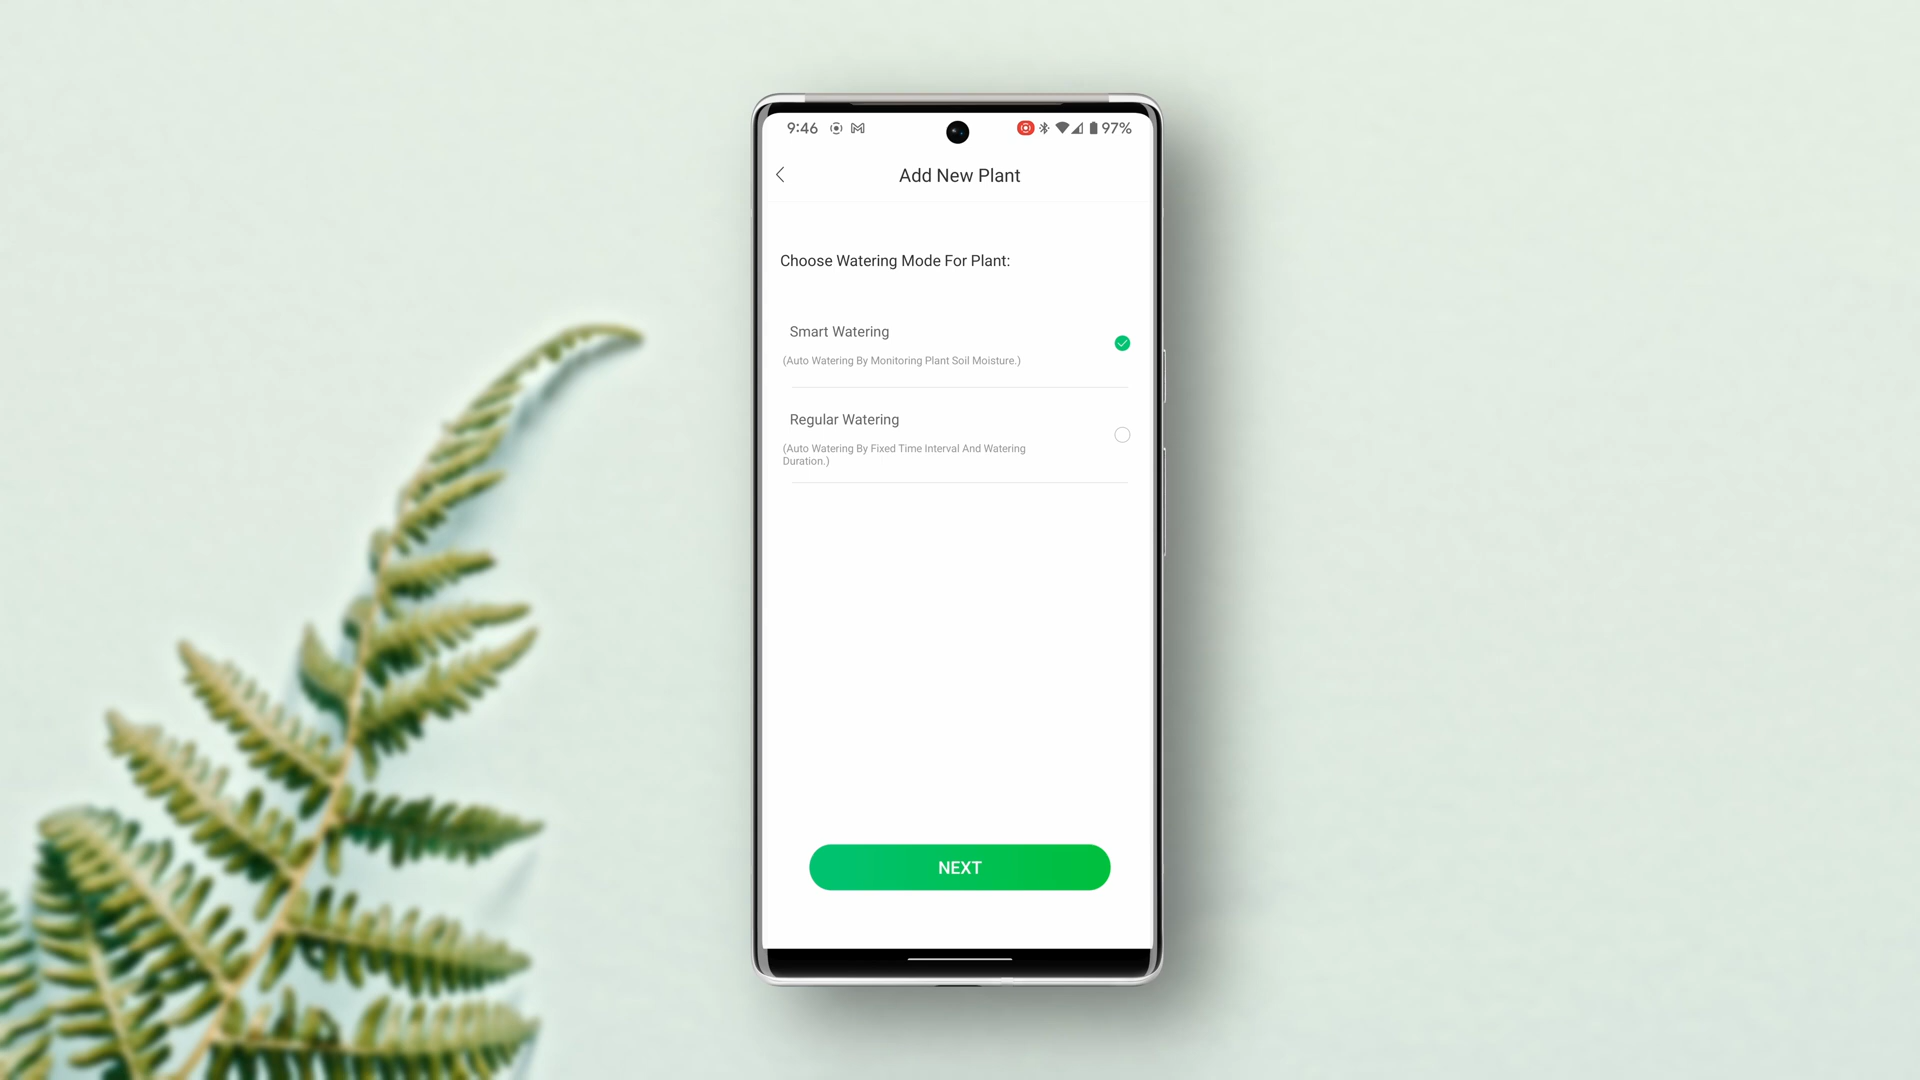 9:46 97%
Add New Plant
Choose Watering Mode For Plant:
Smart Watering
(Auto Watering By Monitoring Plant Soil Moisture.)
Regular Watering
(Auto Watering By Fixed Time Interval And Watering
Duration.)
NEXT